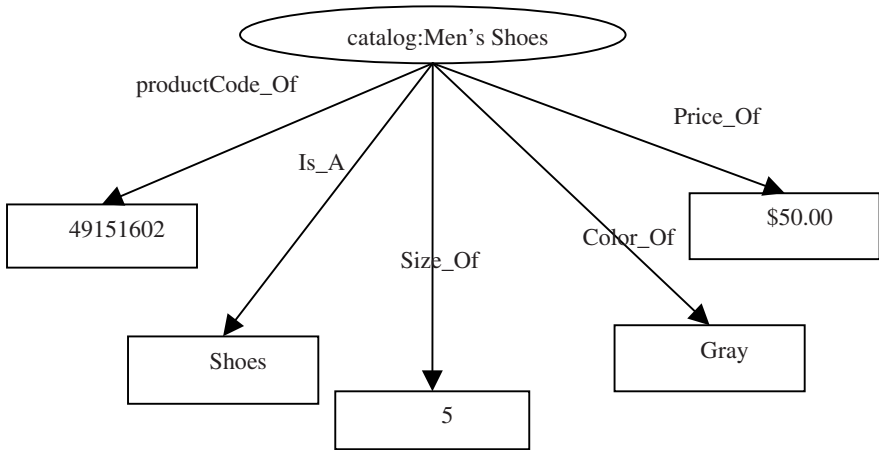 catalog:Men’s Shoes
productCode_Of
Price_Of
Is_A
49151602
$50.00
Color_Of
Size_Of
Shoes
Gray
5